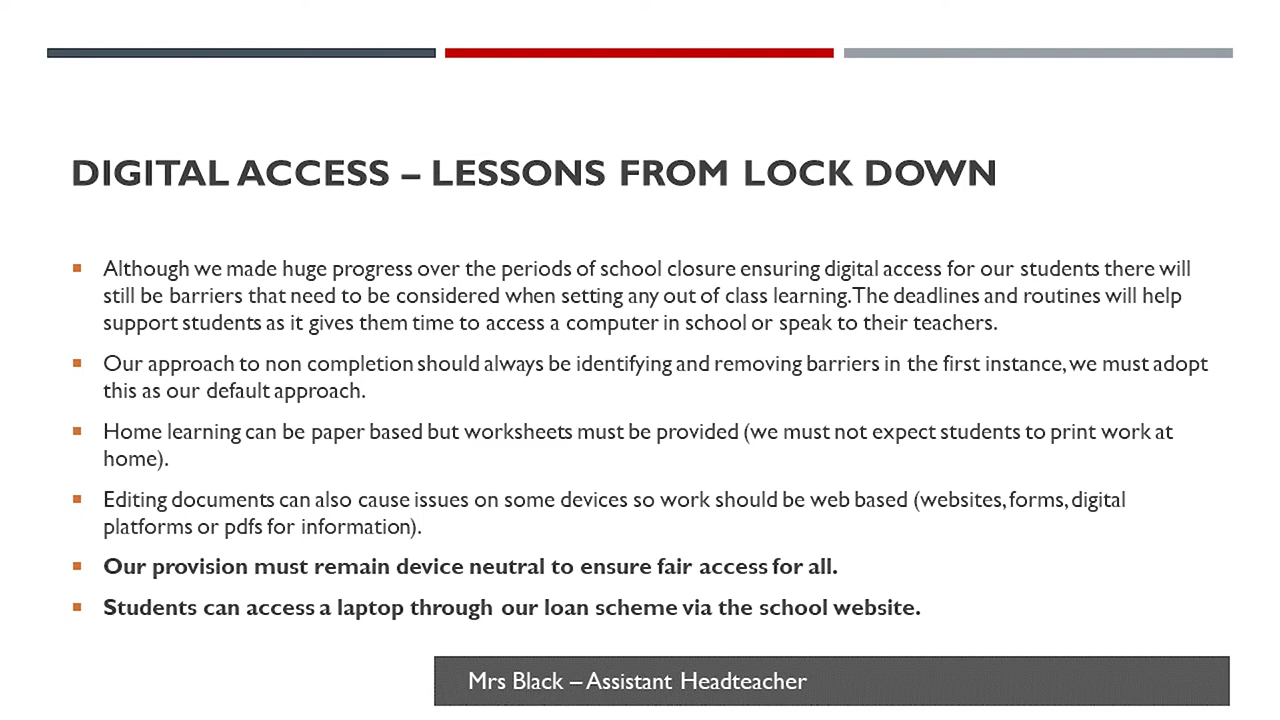 DIGITAL ACCESS – LESSONS FROM LOCK DOWN
Although we made huge progress over the periods of school closure ensuring digital access for our students there will
still be barriers that need to be considered when setting any out of class learning. The deadlines and routines will help
support students as it gives them time to access a computer in school or speak to their teachers.
Our approach to non completion should always be identifying and removing barriers in the first instance, we must adopt
this as our default approach.
Home learning can be paper based but worksheets must be provided (we must not expect students to print work at
home).
Editing documents can also cause issues on some devices so work should be web based (websites, forms, digital
platforms or pdfs for information).
Our provision must remain device neutral to ensure fair access for all.
Students can access a laptop through our loan scheme via the school website.
Mrs Black – Assistant Headteacher